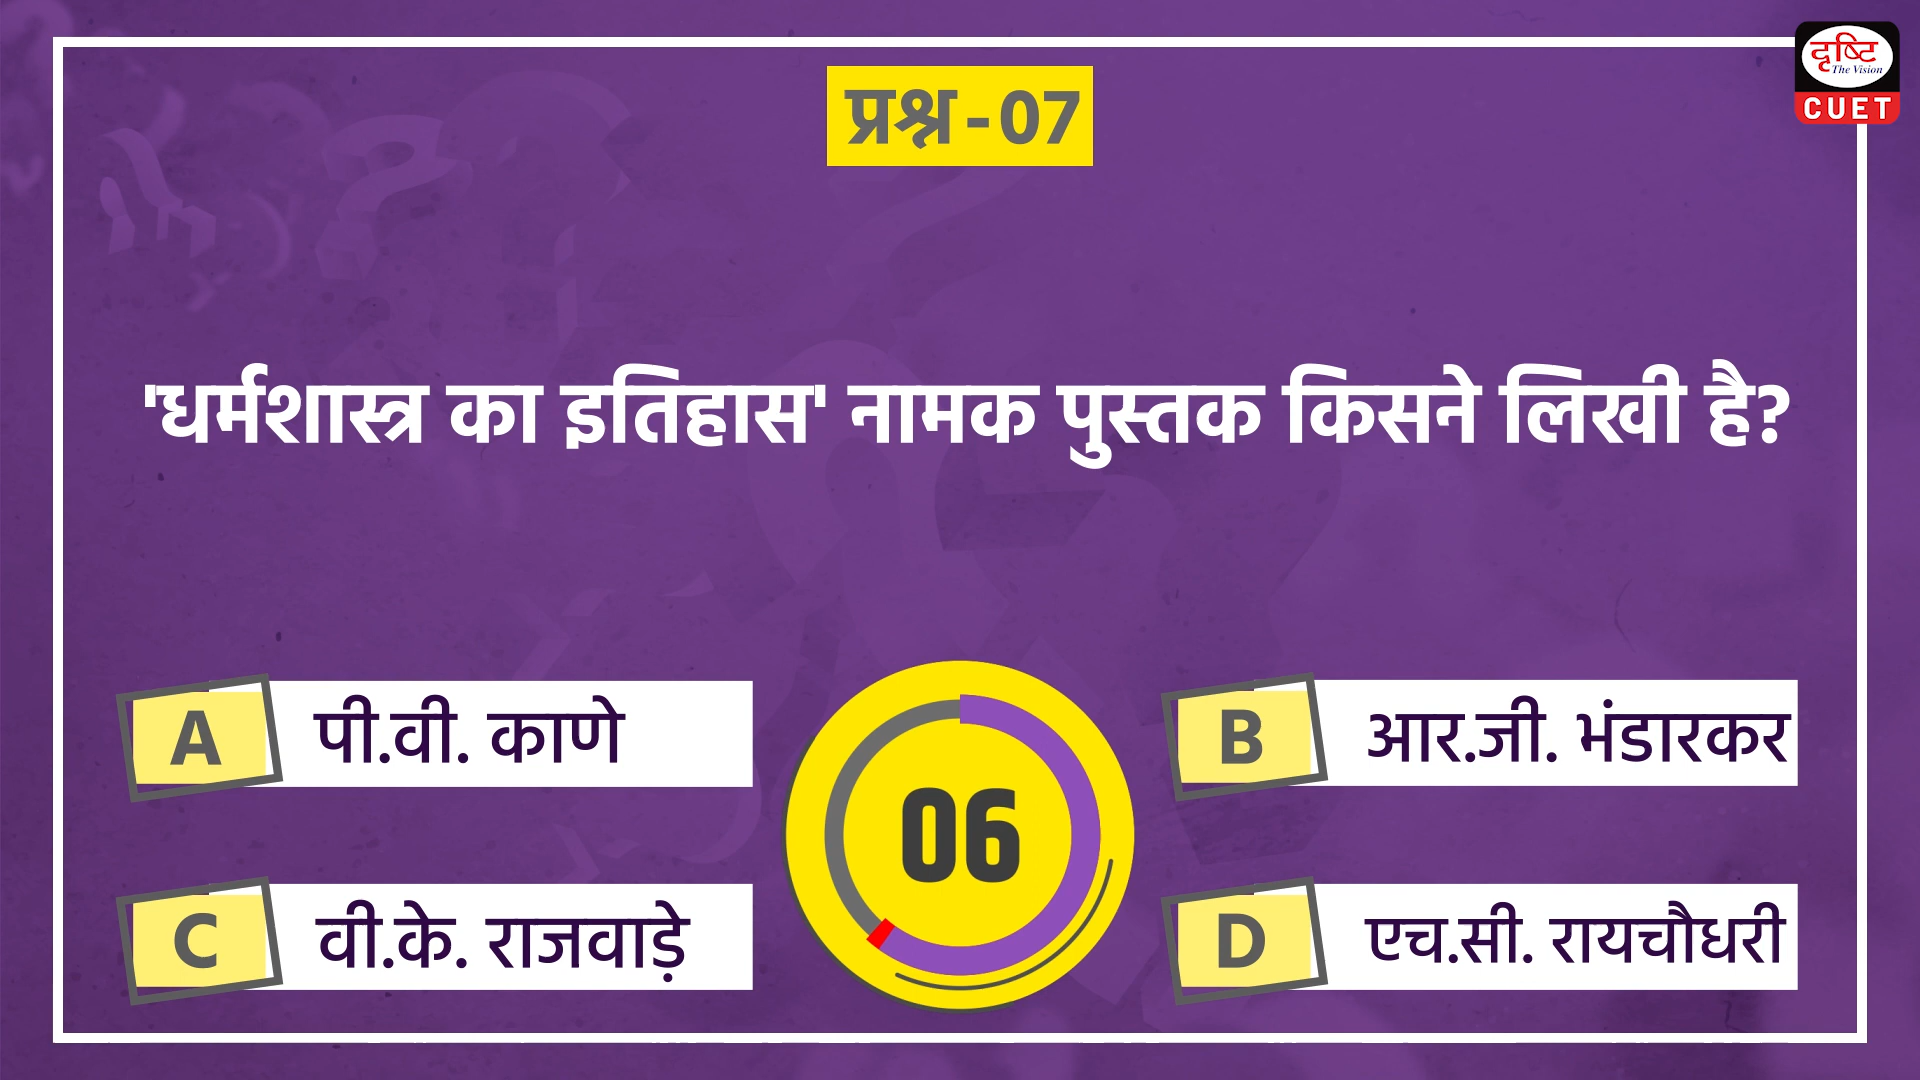 दृष्टि
The Vision
CUET
प्रश्न - 07
'धर्मशास्त्र का इतिहास' नामक पुस्तक किसने लिखी है?
A पी.वी. काणे
B आर.जी. भंडारकर
06
C वी.के. राजवाड़े
D एच.सी. रायचौधरी